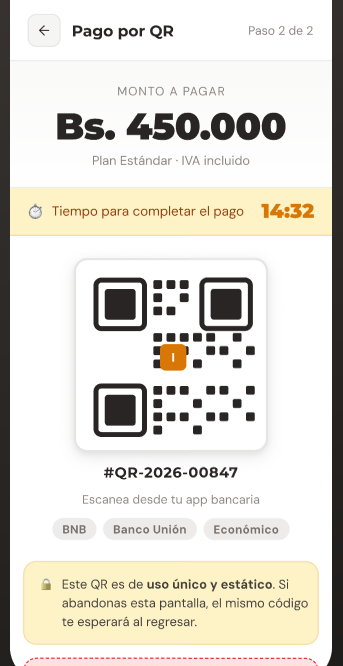 Pago por QR
Paso 2 de 2
MONTO A PAGAR
Bs. 450.000
Plan Estándar · IVA incluido
Tiempo para completar el pago
14:32
I
#QR-2026-00847
Escanea desde tu app bancaria
BNB
Banco Unión
Económico
Este QR es de uso único y estático. Si
abandonas esta pantalla, el mismo código
te esperará al regresar.